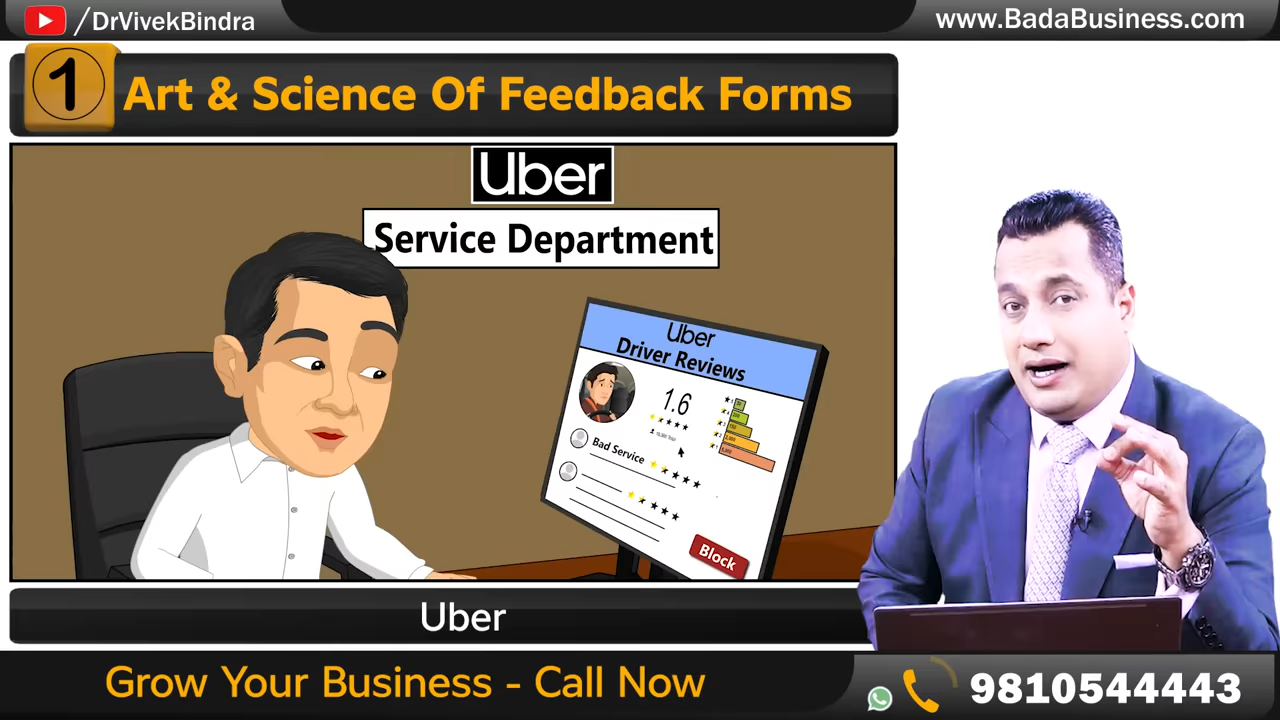 /DrVivekBindra
www.BadaBusiness.com
1
Art & Science Of Feedback Forms
Uber
Service Department
Uber
Driver Reviews
1.6
Bad Service
Block
Uber
Grow Your Business - Call Now
9810544443